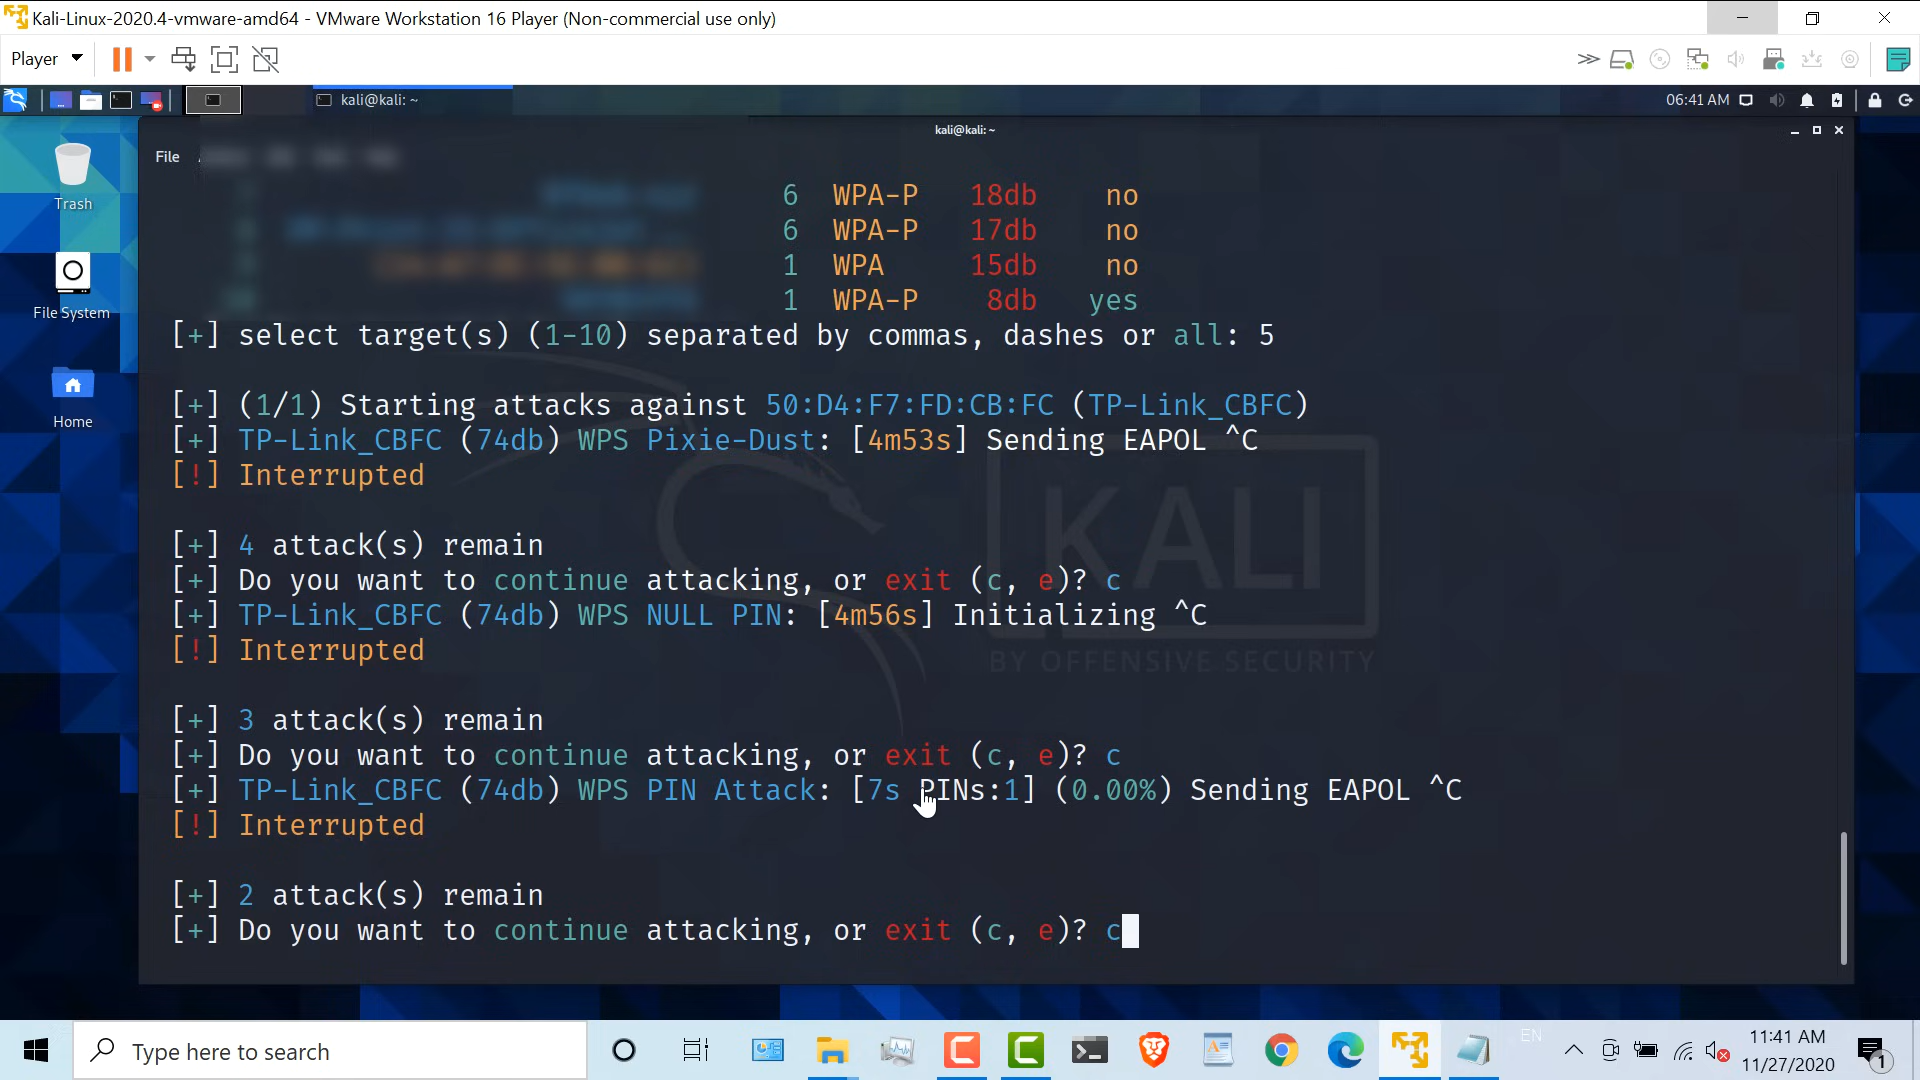 Kali-Linux-2020.4-vmware-amd64 - VMware Workstation 16 Player (Non-commercial use only)
Player
kali@kali: ~
06:41 AM
kali@kali: ~
File
Trash
File System
Home
6 WPA-P 18db no
6 WPA-P 17db no
1 WPA 15db no
1 WPA-P 8db yes
[+] select target(s) (1-10) separated by commas, dashes or all: 5
[+] (1/1) Starting attacks against 50:D4:F7:FD:CB:FC (TP-Link_CBFC)
[+] TP-Link_CBFC (74db) WPS Pixie-Dust: [4m53s] Sending EAPOL ^C
[!] Interrupted
[+] 4 attack(s) remain
[+] Do you want to continue attacking, or exit (c, e)? c
[+] TP-Link_CBFC (74db) WPS NULL PIN: [4m56s] Initializing ^C
[!] Interrupted
[+] 3 attack(s) remain
[+] Do you want to continue attacking, or exit (c, e)? c
[+] TP-Link_CBFC (74db) WPS PIN Attack: [7s PINs:1] (0.00%) Sending EAPOL ^C
[!] Interrupted
[+] 2 attack(s) remain
[+] Do you want to continue attacking, or exit (c, e)? c
KALI
BY OFFENSIVE SECURITY
Type here to search
EN
11:41 AM
11/27/2020
1